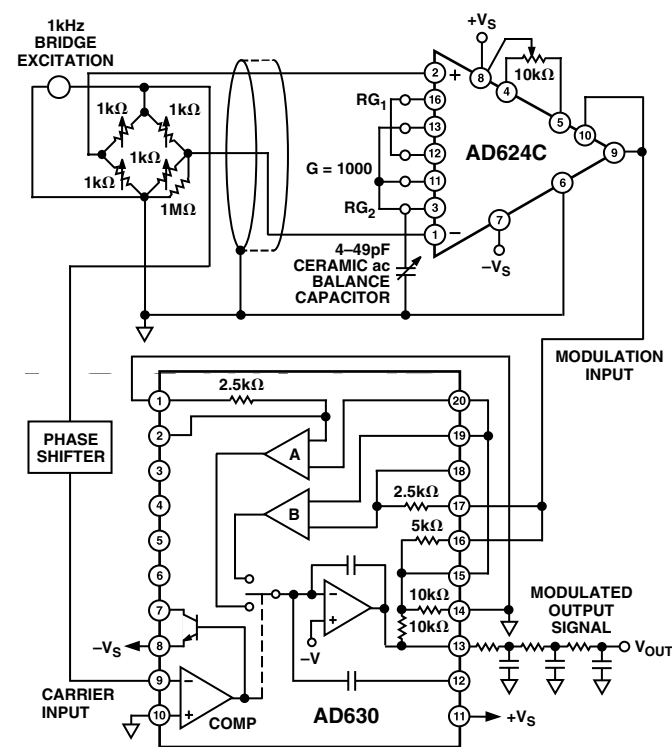 1kHz
BRIDGE
EXCITATION
1kΩ
1kΩ
1kΩ
1kΩ
1MΩ
+VS
10kΩ
2
+
8
4
5
10
9
6
7
−VS
AD624C
RG1
16
13
12
G = 1000
11
RG2
3
1
−
4–49pF
CERAMIC ac
BALANCE
CAPACITOR
MODULATION
INPUT
PHASE
SHIFTER
1
2.5kΩ
20
2
A
19
3
18
4
B
2.5kΩ
17
5
5kΩ
16
6
15
7
−
+
−V
10kΩ
14
10kΩ
MODULATED
OUTPUT
SIGNAL
−VS
8
13
VOUT
CARRIER
INPUT
9
−
12
10
+
COMP
AD630
11
+VS